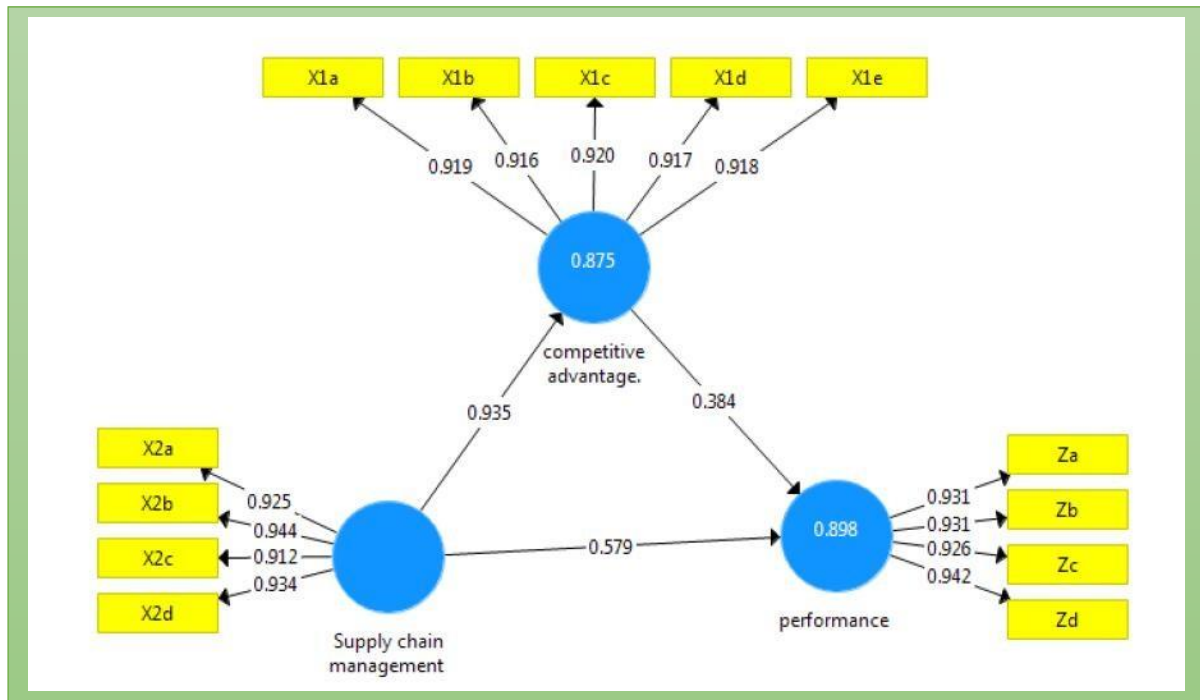 X1a
X1b
X1c
X1d
X1e
0.919
0.916
0.920
0.917
0.918
0.875
competitive
advantage.
0.935
0.384
X2a
X2b
X2c
X2d
0.925
0.944
0.912
0.934
Supply chain
management
0.579
0.898
performance
0.931
0.931
0.926
0.942
Za
Zb
Zc
Zd